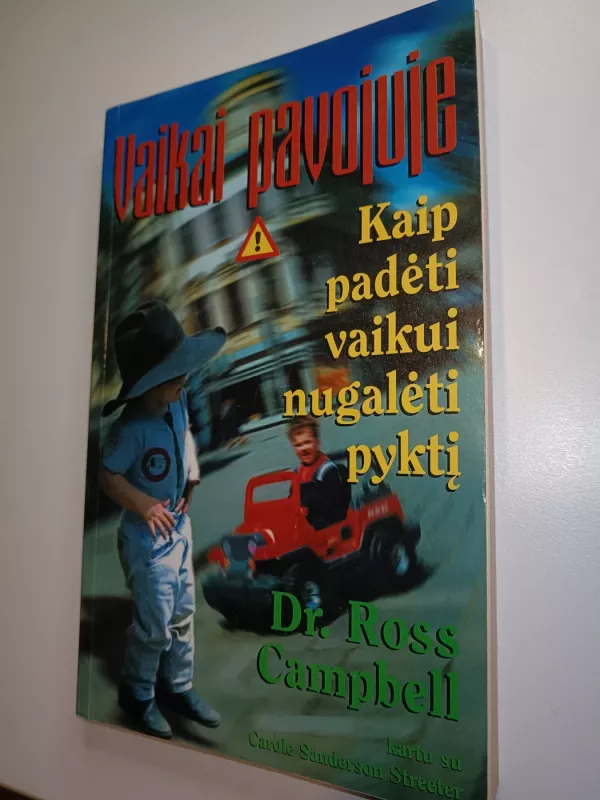 Vaikai pavojuje
!
Kaip
padėti
vaikui
nugalėti
pyktį
Dr. Ross
Campbell
kartu su
Carole Sanderson Streeter